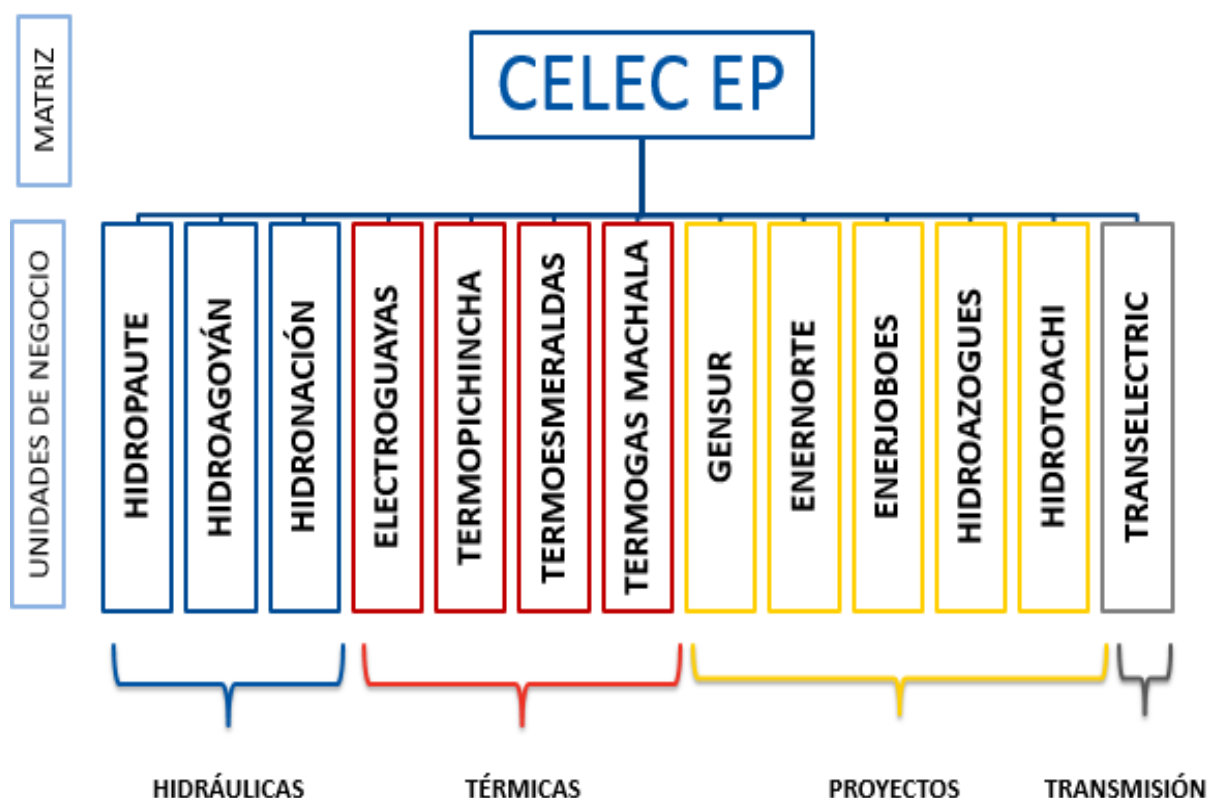 MATRIZ
CELEC EP
UNIDADES DE NEGOCIO
HIDROPAUTE
HIDROAGOYÁN
HIDRONACIÓN
ELECTROGUAYAS
TERMOPICHINCHA
TERMOESMERALDAS
TERMOGAS MACHALA
GENSUR
ENERNORTE
ENERJOBOES
HIDROAZOGUES
HIDROTOACHI
TRANSELECTRIC
HIDRÁULICAS
TÉRMICAS
PROYECTOS
TRANSMISIÓN